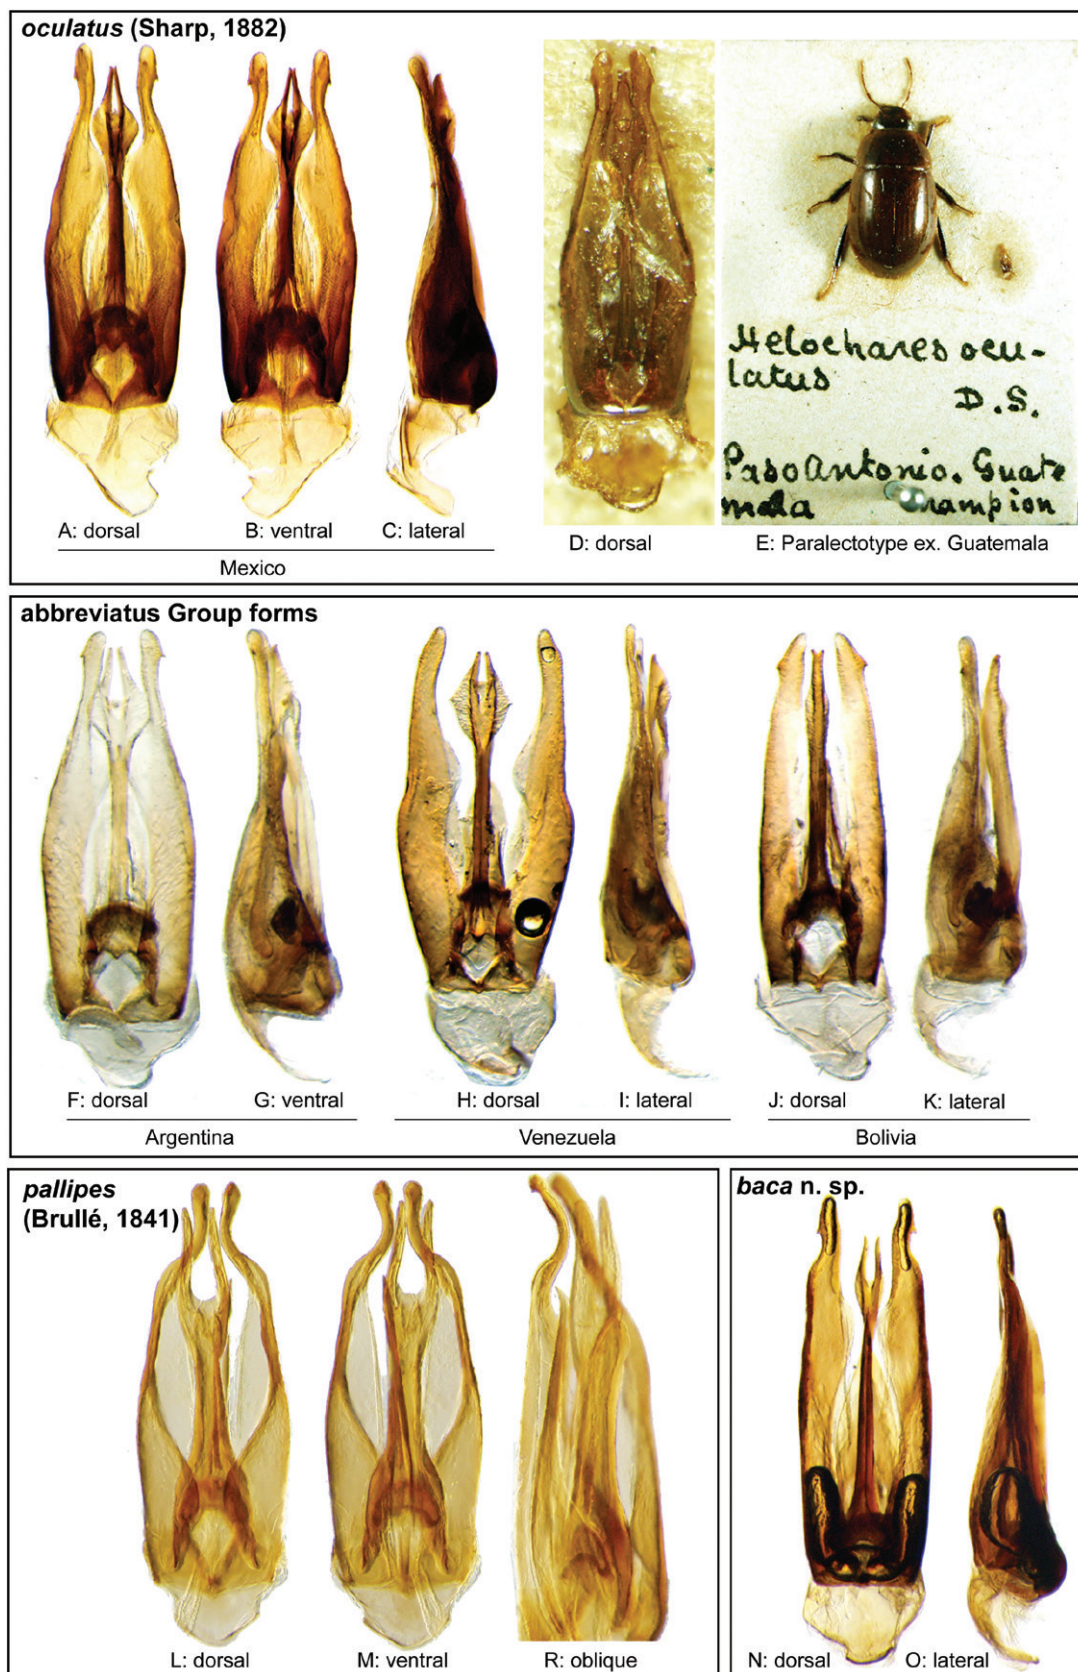 oculatus (Sharp, 1882)
Helochares ocu-
latus
D.S.
Paso Antonio. Guate
mala Champion
A: dorsal B: ventral C: lateral
Mexico
D: dorsal
E: Paralectotype ex. Guatemala
abbreviatus Group forms
F: dorsal G: ventral
Argentina
H: dorsal I: lateral
Venezuela
J: dorsal K: lateral
Bolivia
pallipes
(Brullé, 1841)
L: dorsal M: ventral R: oblique
baca n. sp.
N: dorsal O: lateral